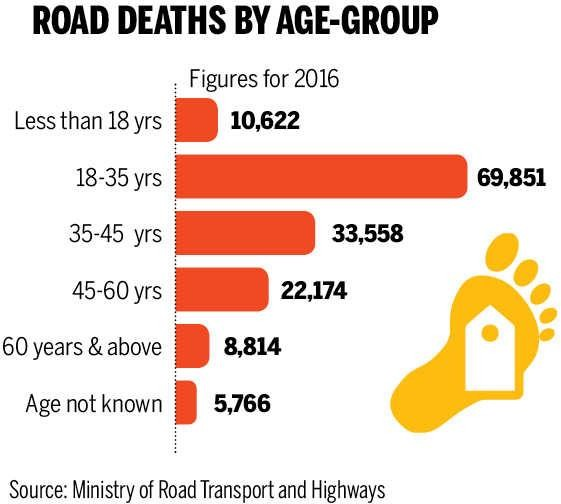 ROAD DEATHS BY AGE-GROUP
Figures for 2016
Less than 18 yrs 10,622
18-35 yrs 69,851
35-45 yrs 33,558
45-60 yrs 22,174
60 years & above 8,814
Age not known 5,766
Source: Ministry of Road Transport and Highways